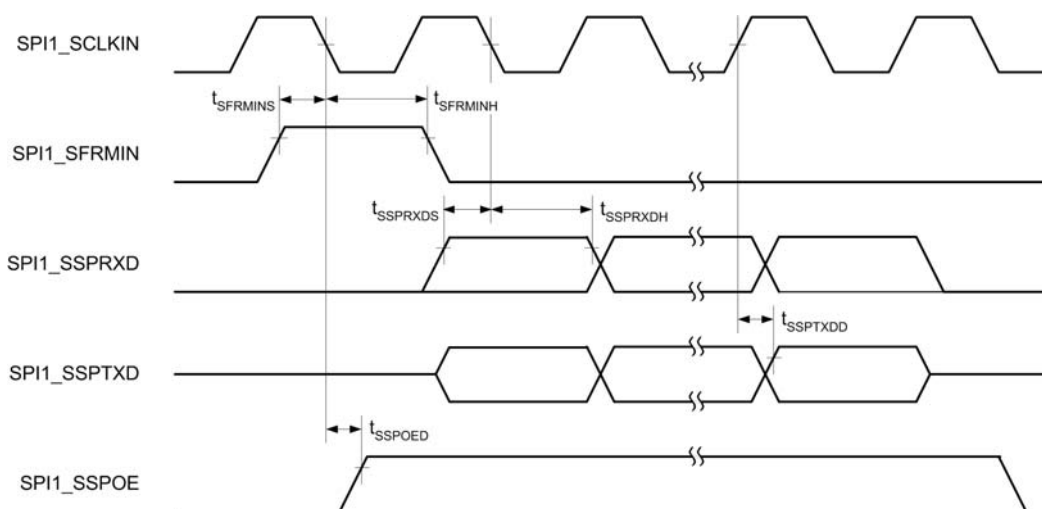 SPI1_SCLKIN
tSFRMINS
tSFRMINH
SPI1_SFRMIN
tSSPRXDS
tSSPRXDH
SPI1_SSPRXD
tSSPTXDD
SPI1_SSPTXD
tSSPOED
SPI1_SSPOE